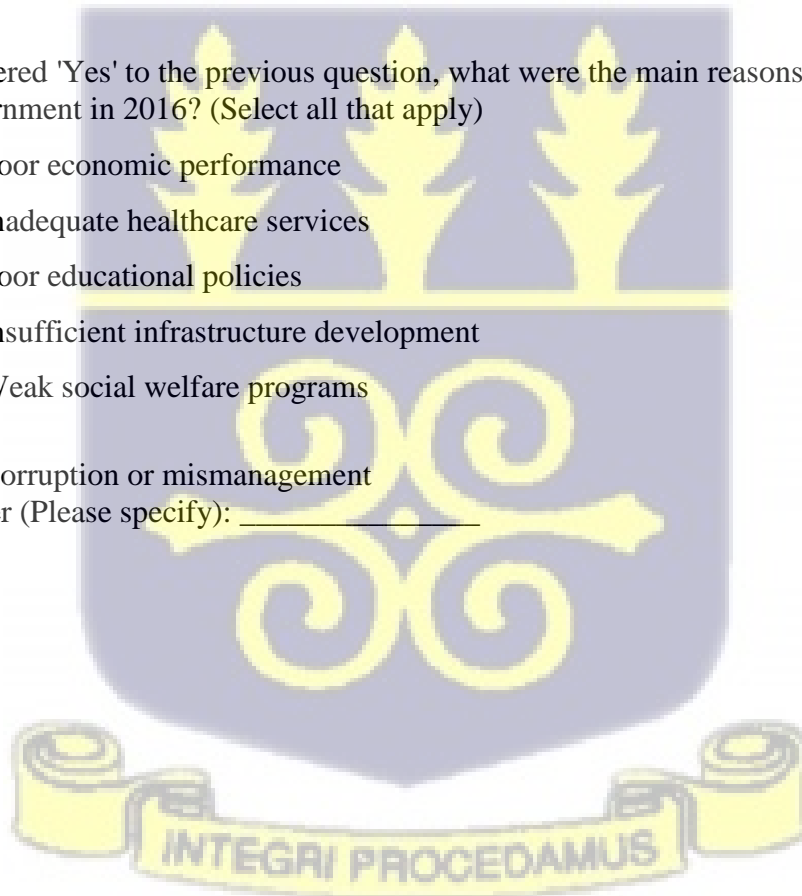 ered 'Yes' to the previous question, what were the main reasons
rnment in 2016? (Select all that apply)
oor economic performance
nadequate healthcare services
oor educational policies
nsufficient infrastructure development
Weak social welfare programs
orruption or mismanagement
er (Please specify): _______________
INTEGRI PROCEDAMUS